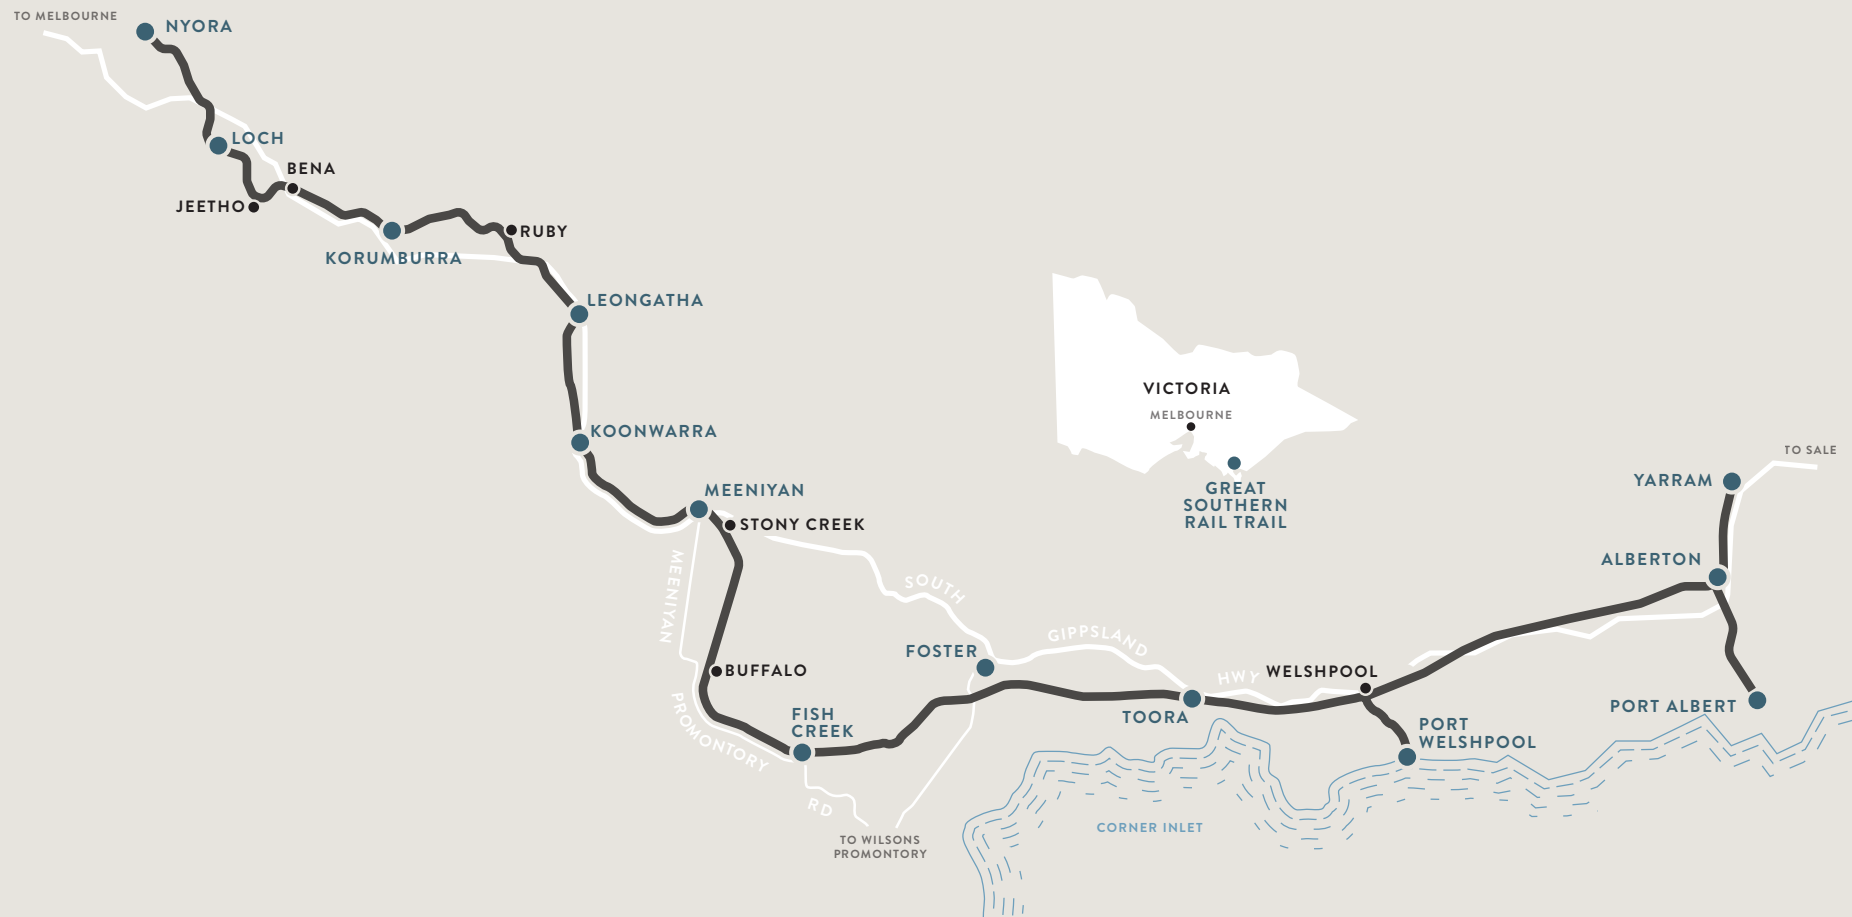 TO MELBOURNE
NYORA
LOCH
BENA
JEETHO
KORUMBURRA
RUBY
LEONGATHA
KOONWARRA
MEENIYAN
STONY CREEK
MEENIYAN
PROMONTORY
RD
BUFFALO
FISH
CREEK
TO WILSONS
PROMONTORY
SOUTH
GIPPSLAND
HWY
FOSTER
TOORA
WELSHPOOL
PORT
WELSHPOOL
CORNER INLET
VICTORIA
MELBOURNE
GREAT
SOUTHERN
RAIL TRAIL
TO SALE
YARRAM
ALBERTON
PORT ALBERT